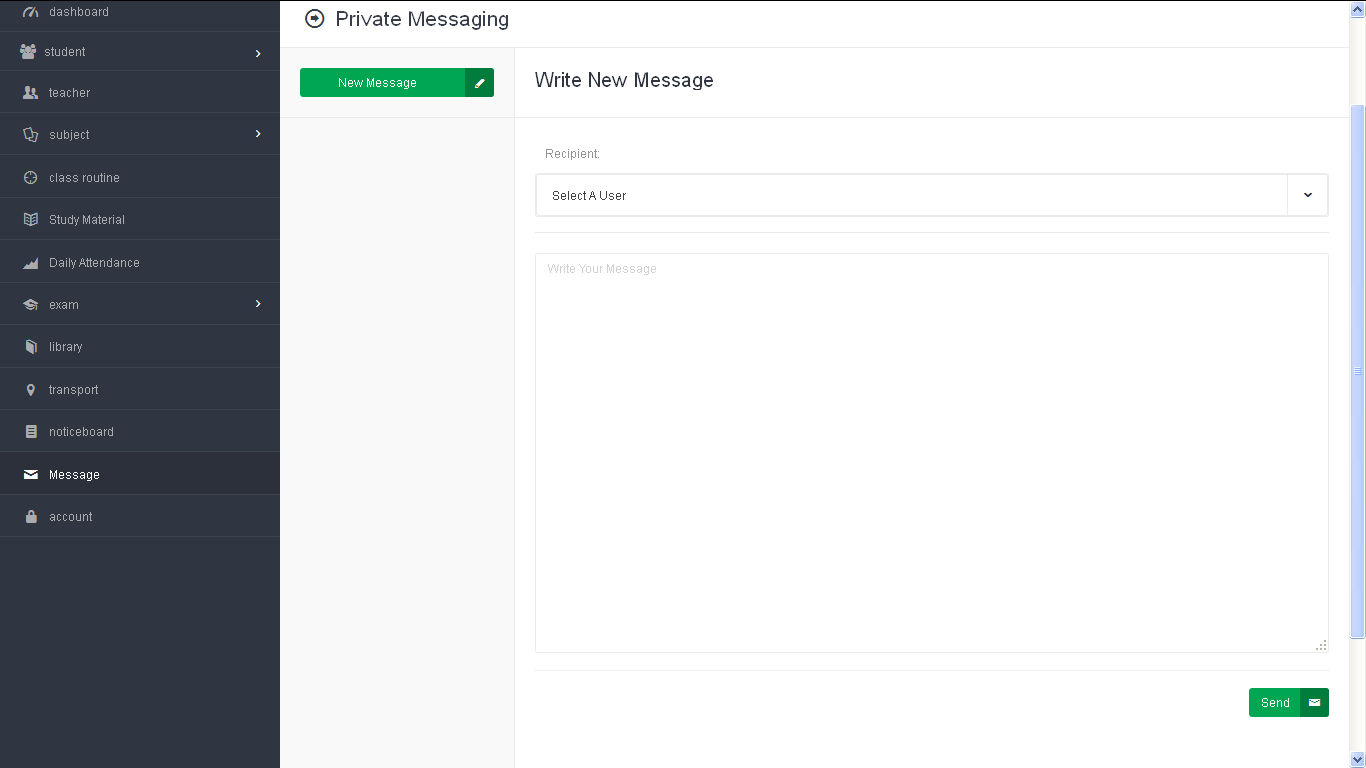 dashboard
student
teacher
subject
class routine
Study Material
Daily Attendance
exam
library
transport
noticeboard
Message
account
Private Messaging
New Message
Write New Message
Recipient:
Select A User
Write Your Message
Send